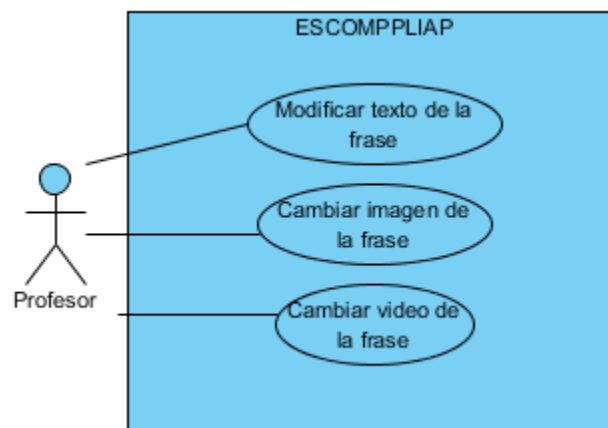 ESCOMPPLIAP
Modificar texto de la
frase
Cambiar imagen de
la frase
Profesor
Cambiar video de
la frase